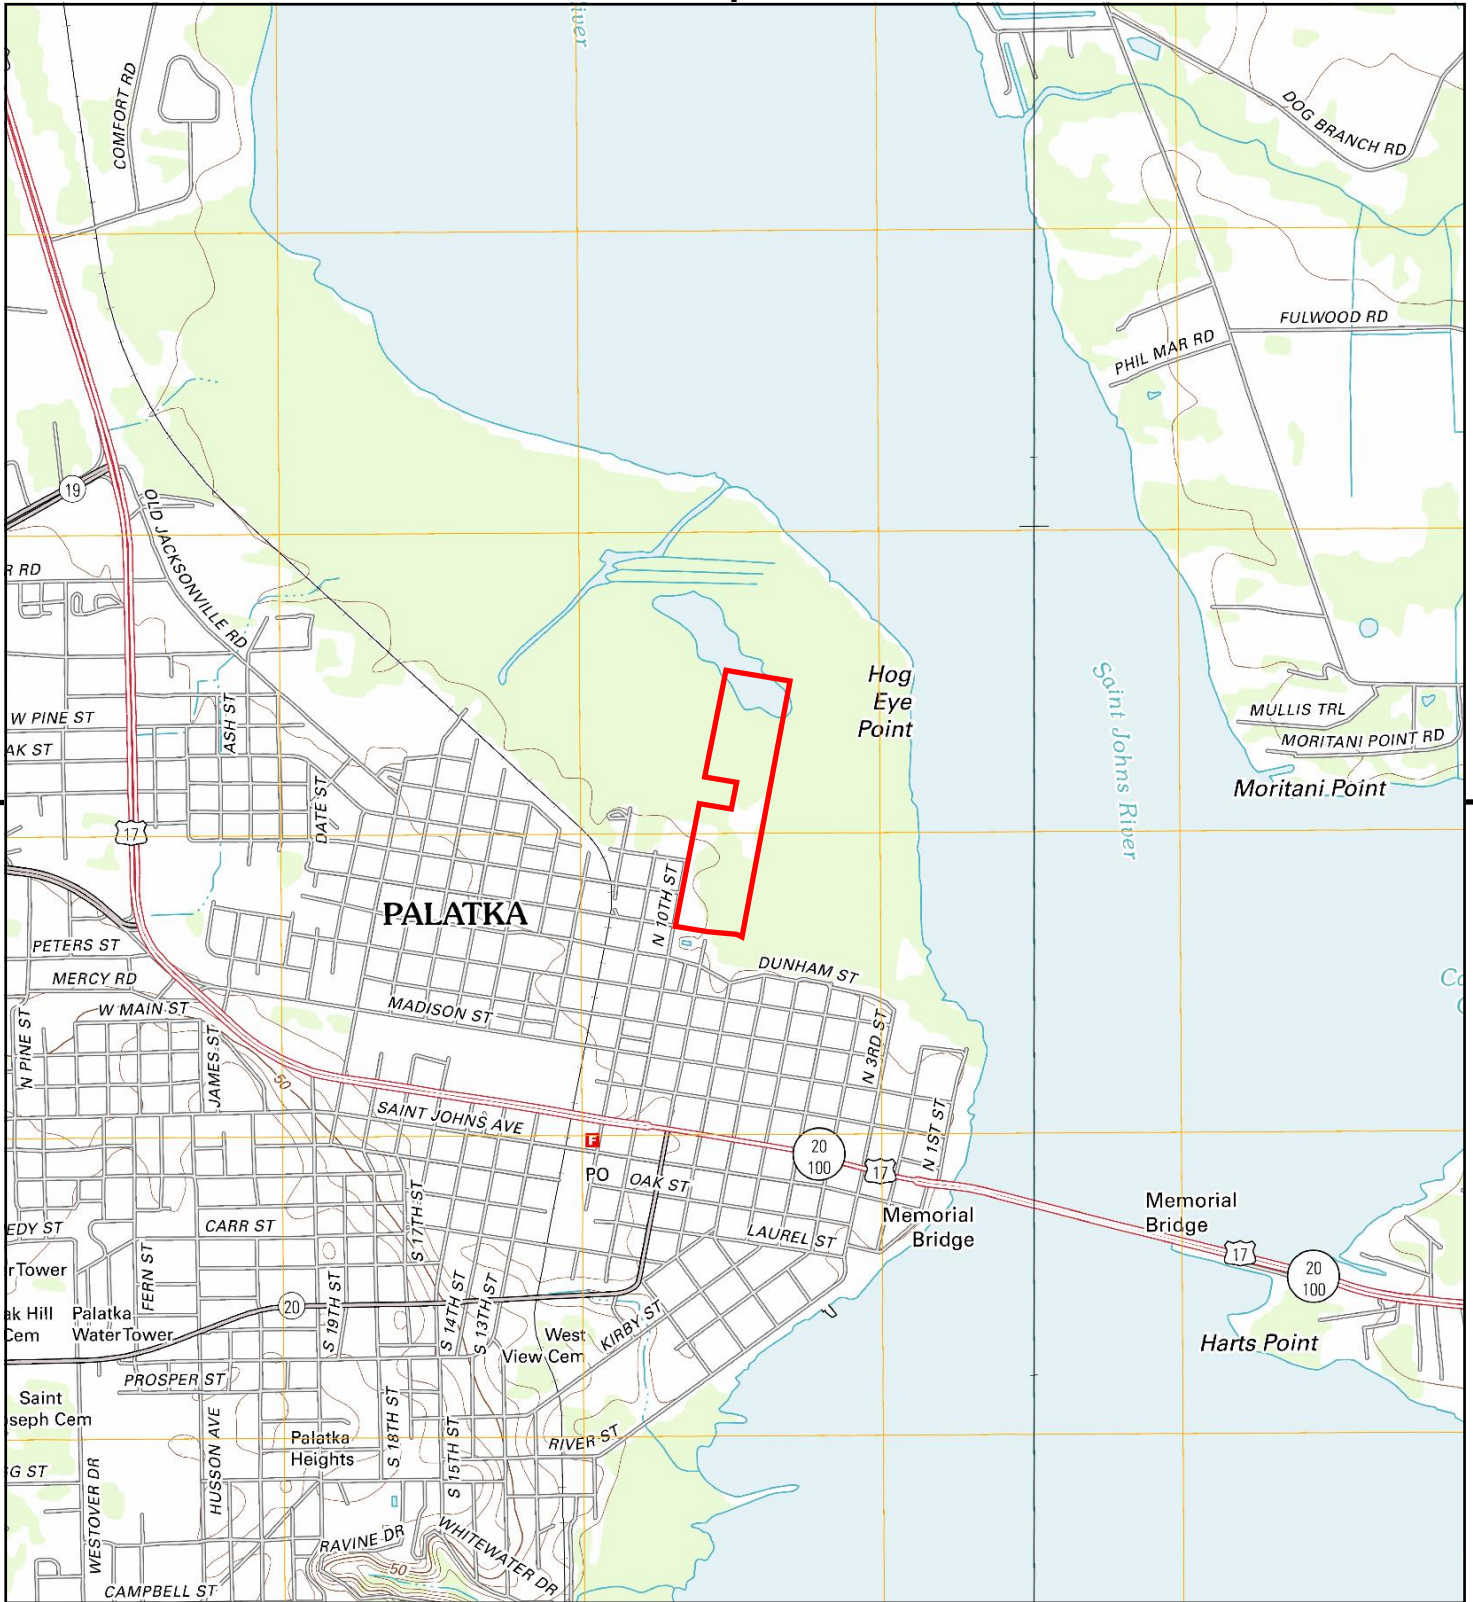 iver
COMFORT RD
DOG BRANCH RD
FULWOOD RD
PHIL MAR RD
19
OLD JACKSONVILLE RD
R RD
Hog
Eye
Point
Saint Johns River
W PINE ST
ASH ST
AK ST
MULLIS TRL
MORITANI POINT RD
Moritani Point
DATE ST
17
N 10TH ST
PALATKA
PETERS ST
DUNHAM ST
MERCY RD
W MAIN ST
MADISON ST
N PINE ST
JAMES ST
N 3RD ST
50
SAINT JOHNS AVE
N 1ST ST
F
20
100
17
PO
OAK ST
S 17TH ST
EDY ST
CARR ST
LAUREL ST
Memorial
Bridge
Memorial
Bridge
17
20
100
r Tower
FERN ST
S 19TH ST
S 14TH ST
S 13TH ST
20
ak Hill
Cem
Palatka
Water Tower
West
View Cem
KIRBY ST
Harts Point
PROSPER ST
Saint
seph Cem
HUSSON AVE
S 18TH ST
S 15TH ST
Palatka
Heights
RIVER ST
G ST
WESTOVER DR
RAVINE DR
WHITEWATER DR
50
CAMPBELL ST